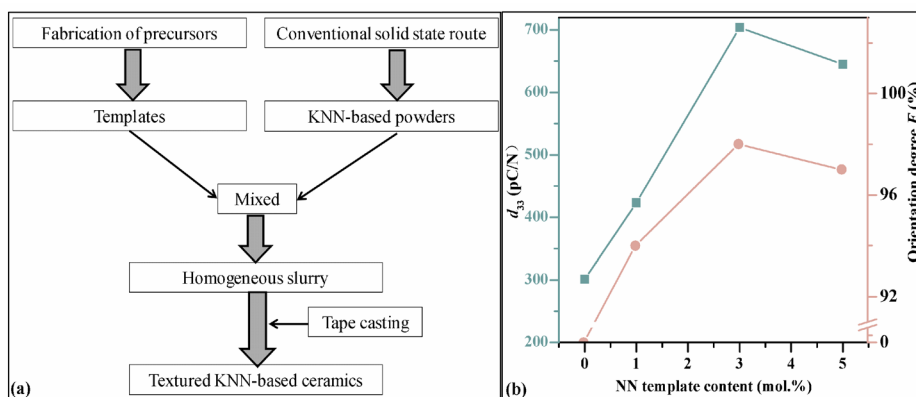 Fabrication of precursors
Conventional solid state route
Templates
KNN-based powders
Mixed
Homogeneous slurry
Tape casting
Textured KNN-based ceramics
(a)
700
600
500
400
300
200
d33 (pC/N)
0 1 2 3 4 5
NN template content (mol.%)
100
96
92
0
Orientation degree F (%)
(b)